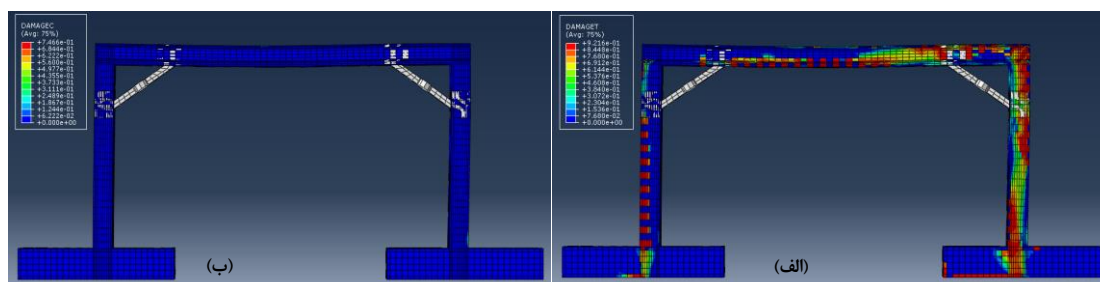 DAMAGEC
(Avg: 75%)
+7.466e-01
+6.844e-01
+6.222e-01
+5.600e-01
+4.977e-01
+4.355e-01
+3.733e-01
+3.111e-01
+2.489e-01
+1.867e-01
+1.244e-01
+6.222e-02
+0.000e+00
(ب)
DAMAGET
(Avg: 75%)
+9.216e-01
+8.448e-01
+7.680e-01
+6.912e-01
+6.144e-01
+5.376e-01
+4.608e-01
+3.840e-01
+3.072e-01
+2.304e-01
+1.536e-01
+7.680e-02
+0.000e+00
(الف)